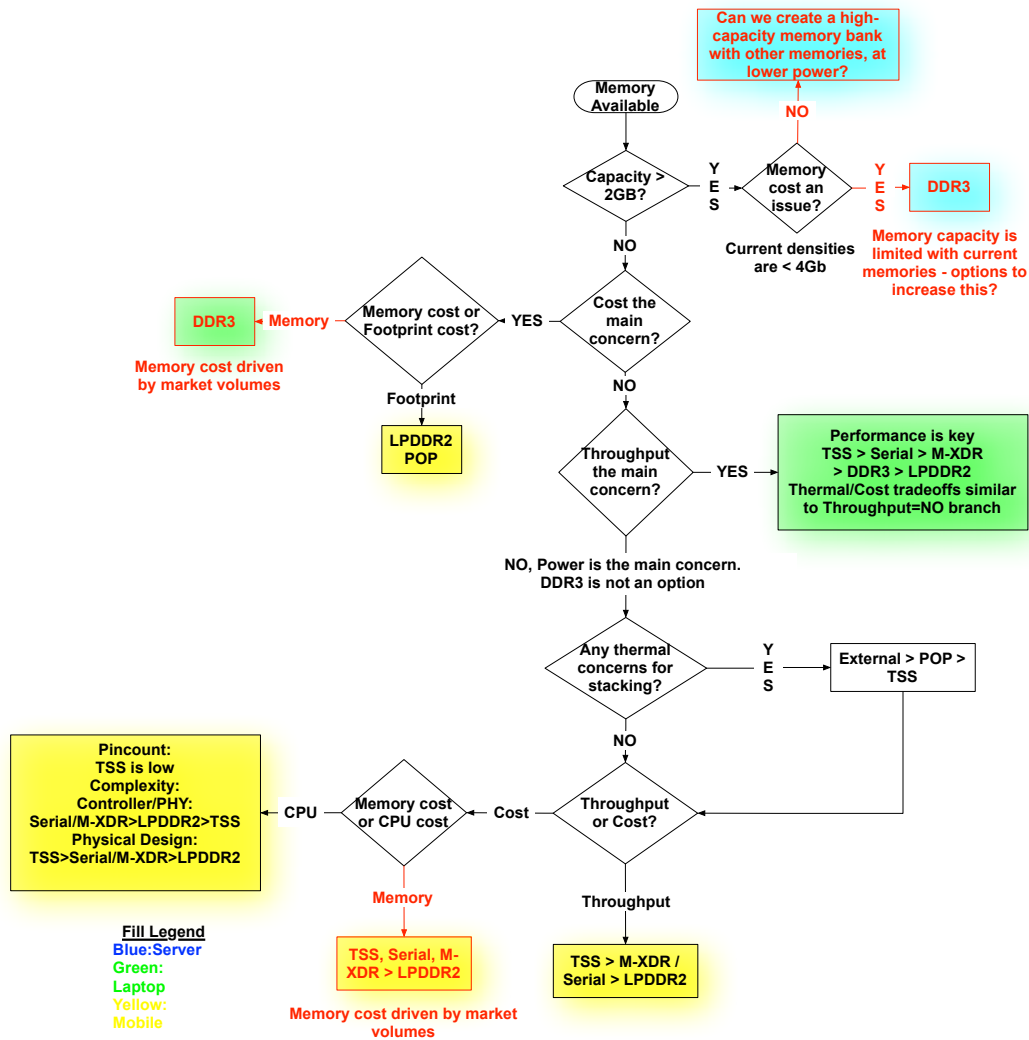 Can we create a high-
capacity memory bank
with other memories, at
lower power?
Memory
Available
NO
Capacity >
2GB?
Y
E
S
Memory
cost an
issue?
Y
E
S
DDR3
NO
Current densities
are < 4Gb
Memory capacity is
limited with current
memories - options to
increase this?
DDR3
Memory
Memory cost or
Footprint cost?
YES
Cost the
main
concern?
Memory cost driven
by market volumes
Footprint
NO
LPDDR2
POP
Throughput
the main
concern?
YES
Performance is key
TSS > Serial > M-XDR
> DDR3 > LPDDR2
Thermal/Cost tradeoffs similar
to Throughput=NO branch
NO, Power is the main concern.
DDR3 is not an option
Any thermal
concerns for
stacking?
Y
E
S
External > POP >
TSS
NO
Pincount:
TSS is low
Complexity:
Controller/PHY:
Serial/M-XDR>LPDDR2>TSS
Physical Design:
TSS>Serial/M-XDR>LPDDR2
CPU
Memory cost
or CPU cost
Cost
Throughput
or Cost?
Memory
Throughput
TSS, Serial, M-
XDR > LPDDR2
TSS > M-XDR /
Serial > LPDDR2
Memory cost driven by market
volumes
Fill Legend
Blue:Server
Green:
Laptop
Yellow:
Mobile